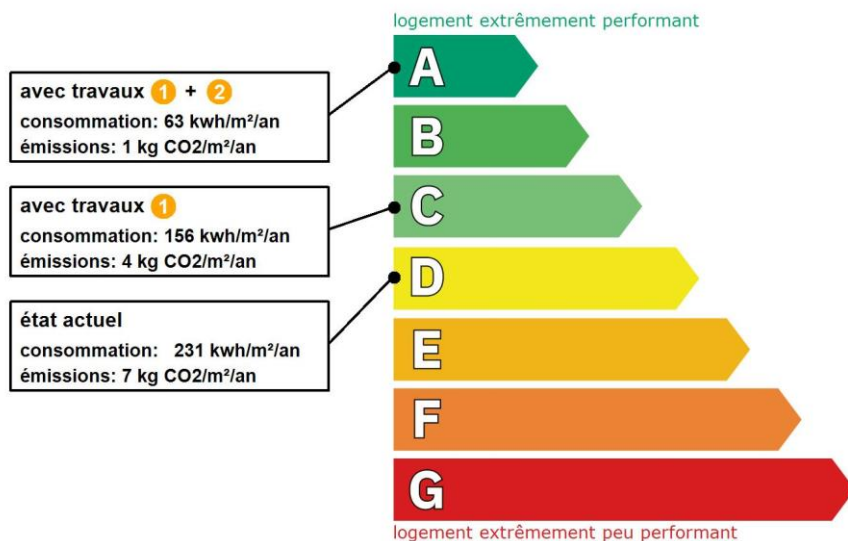 logement extrêmement performant
A
avec travaux 1 + 2
consommation: 63 kwh/m²/an
émissions: 1 kg CO2/m²/an
B
avec travaux 1
consommation: 156 kwh/m²/an
émissions: 4 kg CO2/m²/an
C
D
état actuel
consommation: 231 kwh/m²/an
émissions: 7 kg CO2/m²/an
E
F
G
logement extrêmement peu performant